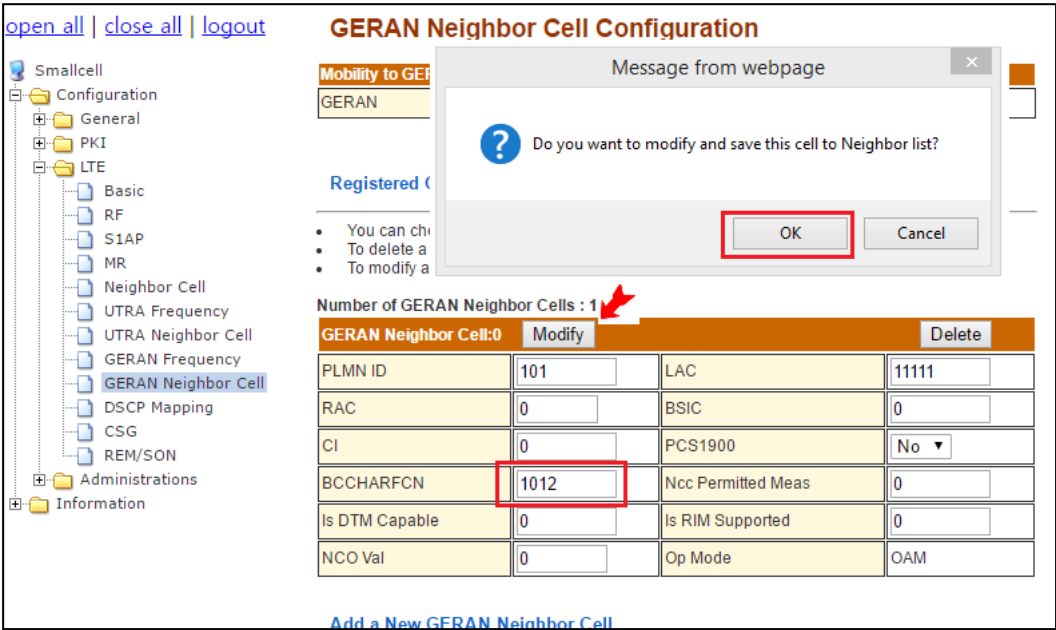 open all | close all | logout
Smallcell
Configuration
General
PKI
LTE
Basic
RF
S1AP
MR
Neighbor Cell
UTRA Frequency
UTRA Neighbor Cell
GERAN Frequency
GERAN Neighbor Cell
DSCP Mapping
CSG
REM/SON
Administrations
Information
GERAN Neighbor Cell Configuration
Mobility to GE
GERAN
Message from webpage
Do you want to modify and save this cell to Neighbor list?
OK Cancel
Registered
You can
To delete a
To modify a
Number of GERAN Neighbor Cells : 1
GERAN Neighbor Cell:0 Modify Delete
PLMN ID 101 LAC 11111
RAC 0 BSIC 0
CI 0 PCS1900 No
BCCHARFCN 1012 Ncc Permitted Meas 0
Is DTM Capable 0 Is RIM Supported 0
NCO Val 0 Op Mode OAM
Add a New GERAN Neighbor Cell